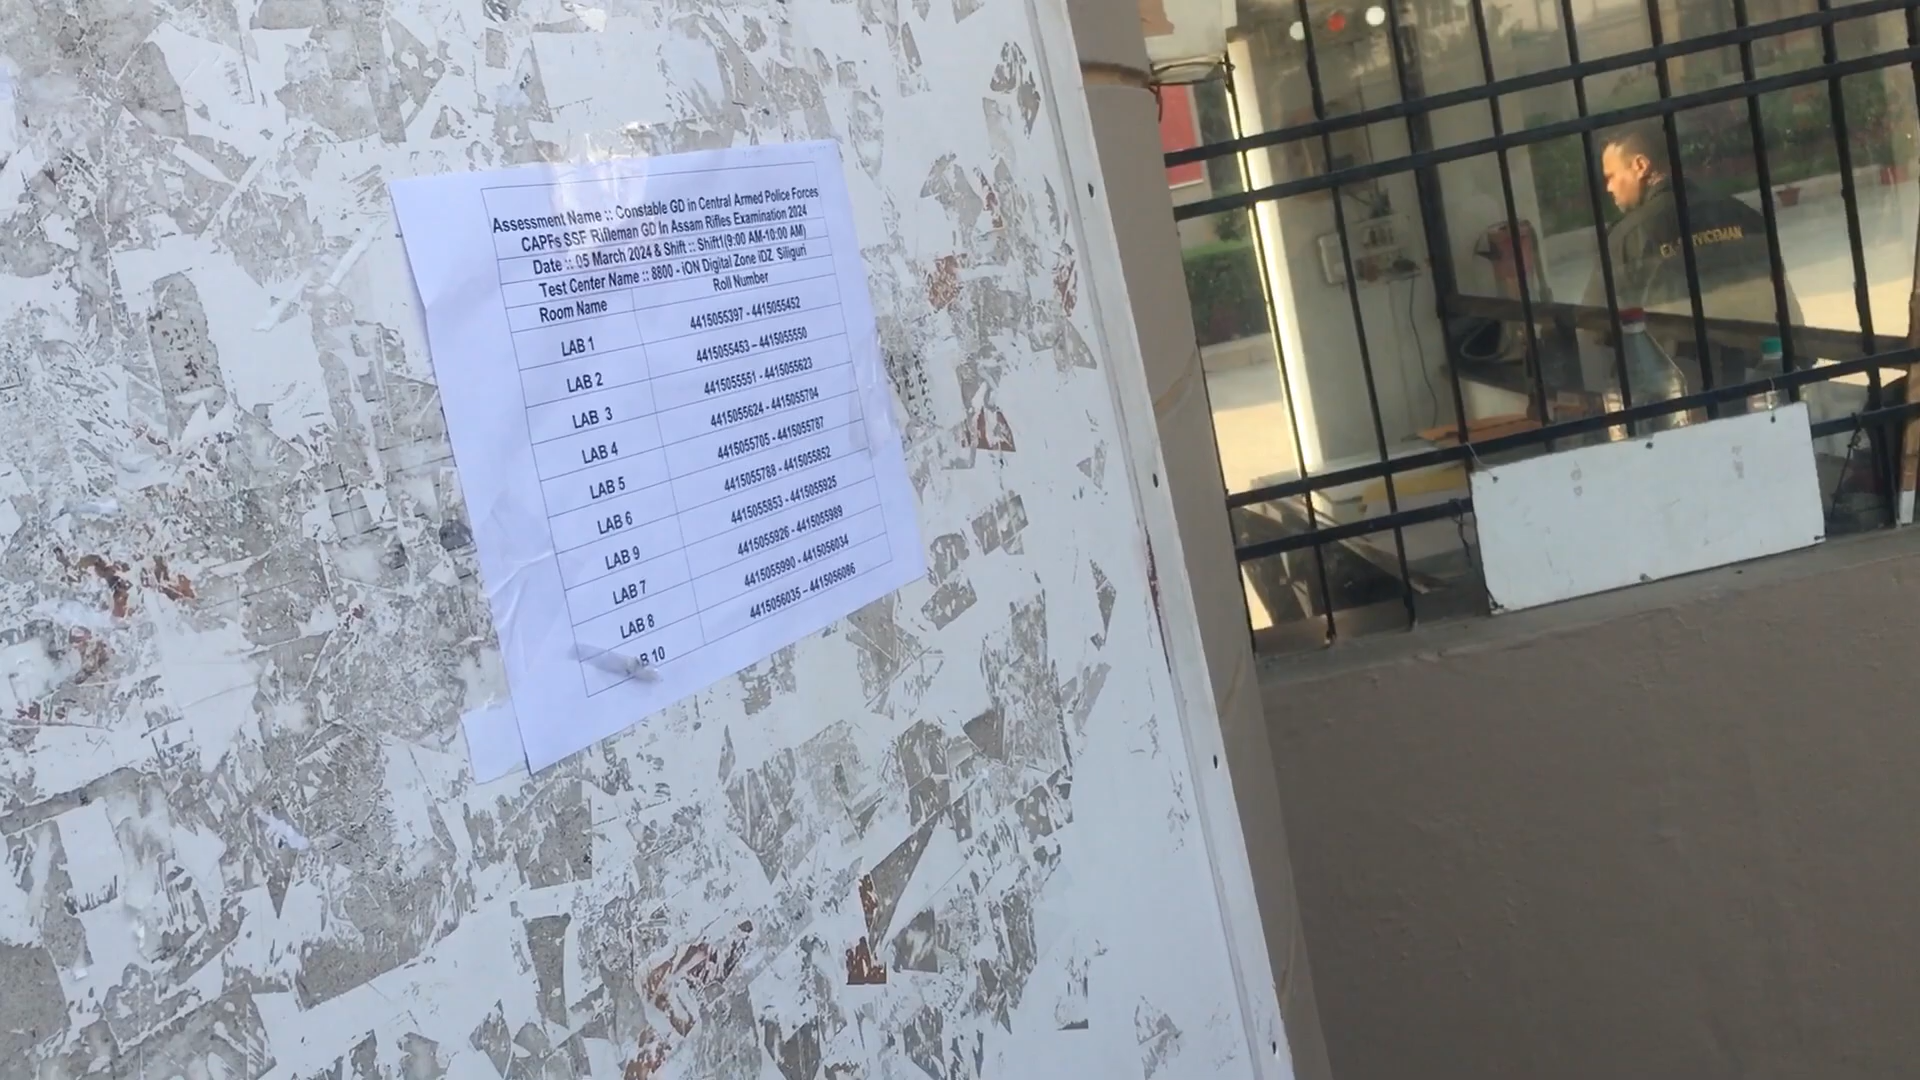 Assessment Name :: Constable GD in Central Armed Police Forces
CAPFs SSF Rifleman GD In Assam Rifles Examination 2024
Date :: 05 March 2024 & Shift :: Shift1(9:00 AM-10:00 AM)
Test Center Name :: 8800 - iON Digital Zone iDZ Siliguri
Room Name Roll Number
LAB 1 4415055397 - 4415055452
LAB 2 4415055453 – 4415055550
LAB 3 4415055551 - 4415055623
LAB 4 4415055624 - 4415055704
LAB 5 4415055705 - 4415055787
LAB 6 4415055788 - 4415055852
LAB 9 4415055853 - 4415055925
LAB 7 4415055926 - 4415055989
LAB 8 4415055990 - 4415056034
B 10 4415056035 – 4415056086